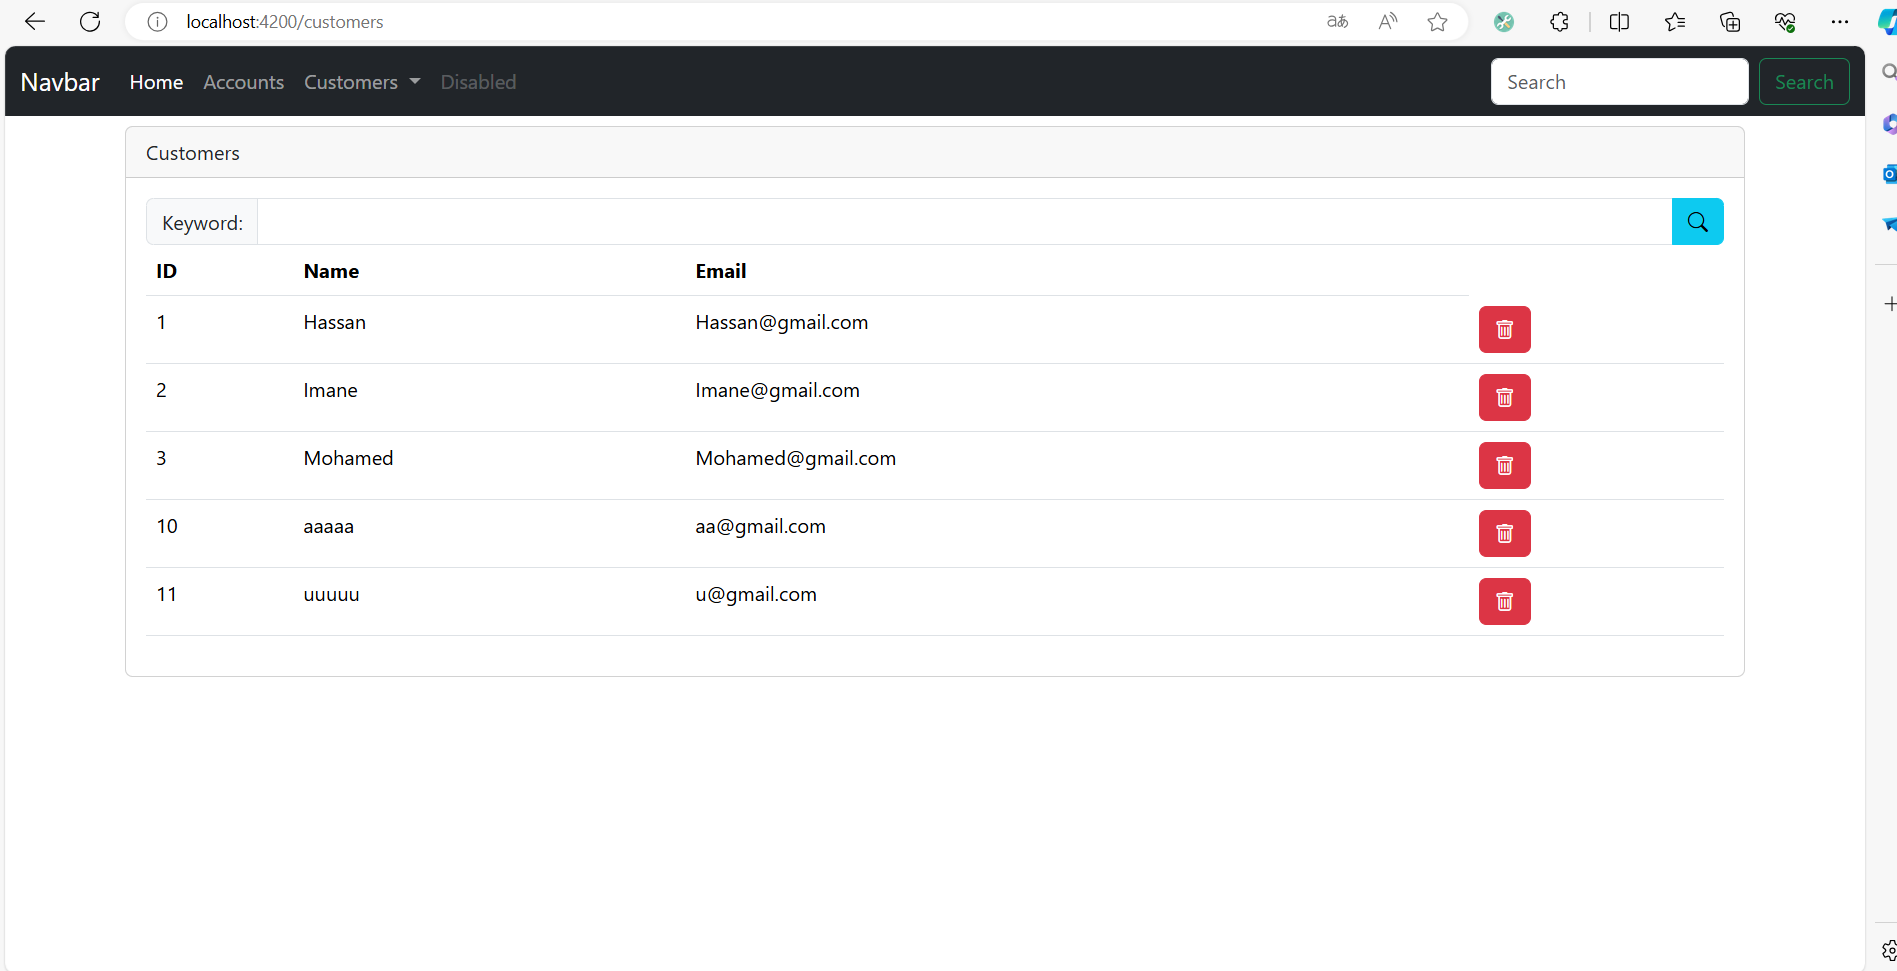 localhost:4200/customers
Navbar Home Accounts Customers Disabled Search Search
Customers
Keyword:
ID Name Email
1 Hassan Hassan@gmail.com
2 Imane Imane@gmail.com
3 Mohamed Mohamed@gmail.com
10 aaaaa aa@gmail.com
11 uuuuu u@gmail.com